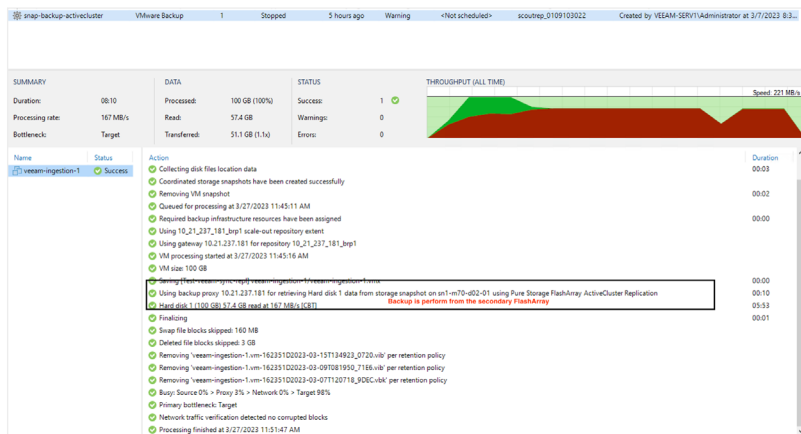 snap-backup-activecluster VMware Backup 1 Stopped 5 hours ago Warning <Not scheduled> scoutrep_0109103022 Created by VEEAM-SERV1\Administrator at 3/7/2023 8:3...
SUMMARY DATA STATUS THROUGHPUT (ALL TIME)
Speed: 221 MB/s
Duration: 08:10 Processed: 100 GB (100%) Success: 1
Processing rate: 167 MB/s Read: 57.4 GB Warnings: 0
Bottleneck: Target Transferred: 51.1 GB (1.1x) Errors: 0
Name Status Action Duration
veeam-ingestion-1 Success Collecting disk files location data 00:03
Coordinated storage snapshots have been created successfully
Removing VM snapshot 00:02
Queued for processing at 3/27/2023 11:45:11 AM
Required backup infrastructure resources have been assigned 00:00
Using 10_21_237_181_brp1 scale-out repository extent
Using gateway 10.21.237.181 for repository 10_21_237_181_brp1
VM processing started at 3/27/2023 11:45:16 AM
VM size: 100 GB
Saving [Test-veeam-sync-repl] veeam-ingestion-1/veeam-ingestion-1.vmx 00:00
Using backup proxy 10.21.237.181 for retrieving Hard disk 1 data from storage snapshot on sn1-m70-d02-01 using Pure Storage FlashArray ActiveCluster Replication 00:10
Backup is perform from the secondary FlashArray
Hard disk 1 (100 GB) 57.4 GB read at 167 MB/s [CBT] 05:53
Finalizing 00:01
Swap file blocks skipped: 160 MB
Deleted file blocks skipped: 3 GB
Removing 'veeam-ingestion-1.vm-162351D2023-03-15T134923_0720.vib' per retention policy
Removing 'veeam-ingestion-1.vm-162351D2023-03-09T081950_71E6.vib' per retention policy
Removing 'veeam-ingestion-1.vm-162351D2023-03-07T120718_9DEC.vbk' per retention policy
Busy: Source 0% > Proxy 3% > Network 0% > Target 98%
Primary bottleneck: Target
Network traffic verification detected no corrupted blocks
Processing finished at 3/27/2023 11:51:47 AM